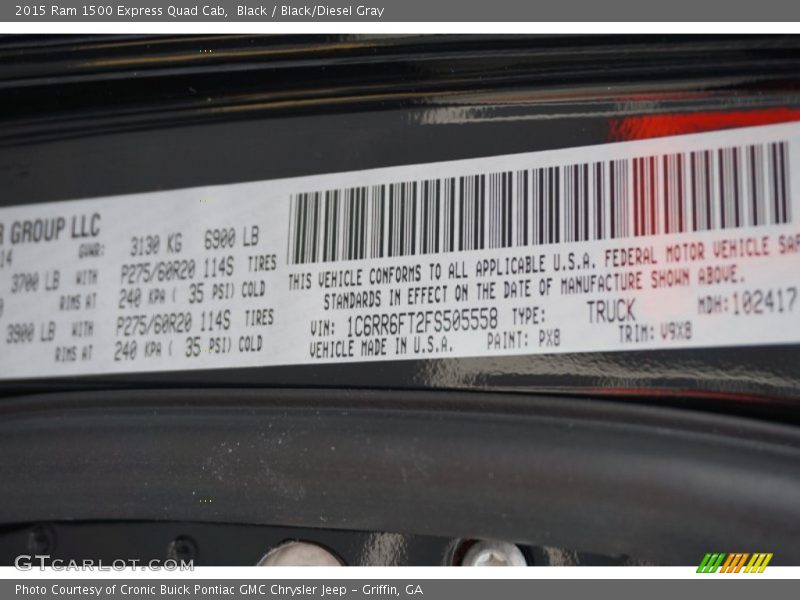 2015 Ram 1500 Express Quad Cab, Black / Black/Diesel Gray
GROUP LLC
14 GVWR: 3130 KG 6900 LB
3700 LB WITH P275/60R20 114S TIRES
RIMS AT 240 KPA ( 35 PSI) COLD
3900 LB WITH P275/60R20 114S TIRES
RIMS AT 240 KPA ( 35 PSI) COLD
THIS VEHICLE CONFORMS TO ALL APPLICABLE U.S.A. FEDERAL MOTOR VEHICLE SAF
STANDARDS IN EFFECT ON THE DATE OF MANUFACTURE SHOWN ABOVE.
VIN: 1C6RR6FT2FS505558 TYPE: TRUCK MDH:102417
VEHICLE MADE IN U.S.A. PAINT: PX8 TRIM: V9X8
GTCARLOT.COM
Photo Courtesy of Cronic Buick Pontiac GMC Chrysler Jeep - Griffin, GA